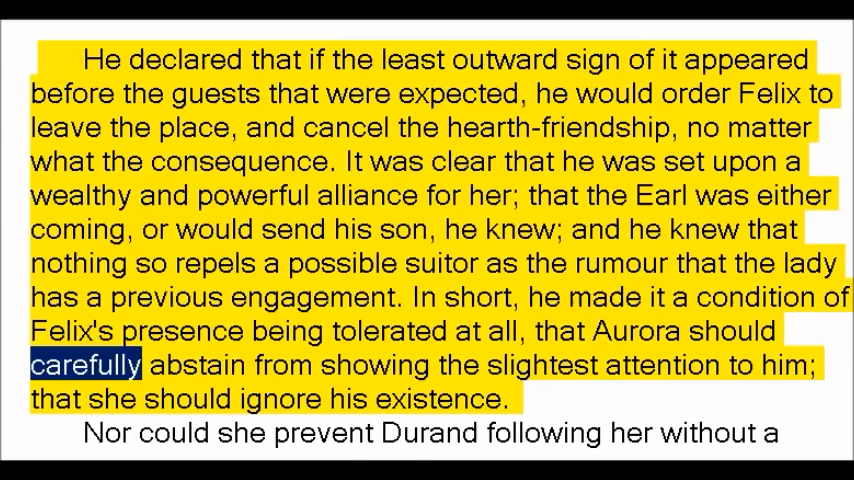 He declared that if the least outward sign of it appeared
before the guests that were expected, he would order Felix to
leave the place, and cancel the hearth-friendship, no matter
what the consequence. It was clear that he was set upon a
wealthy and powerful alliance for her; that the Earl was either
coming, or would send his son, he knew; and he knew that
nothing so repels a possible suitor as the rumour that the lady
has a previous engagement. In short, he made it a condition of
Felix's presence being tolerated at all, that Aurora should
carefully abstain from showing the slightest attention to him;
that she should ignore his existence.
Nor could she prevent Durand following her without a